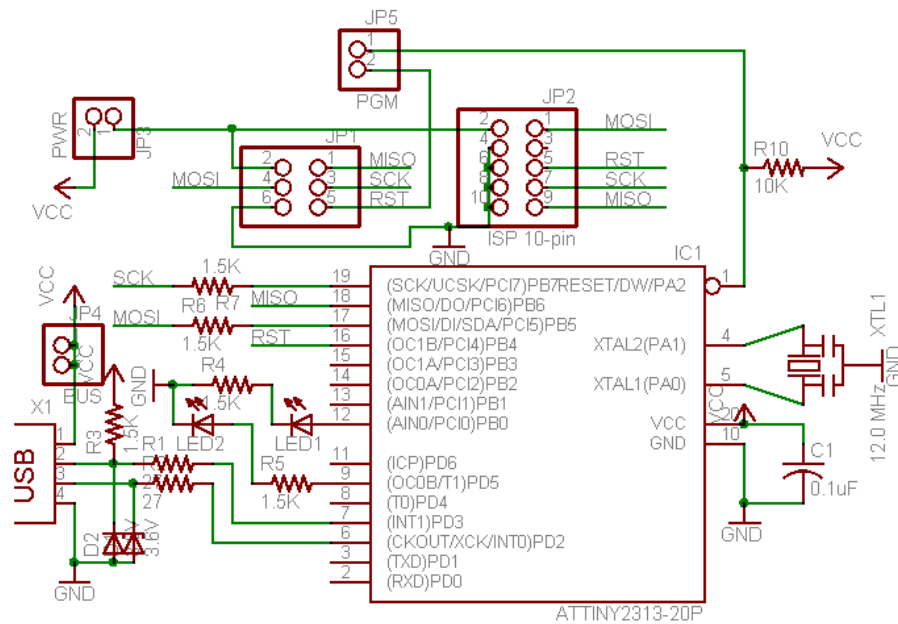 JP5
1
2
PGM
PWR
2
1
JP3
VCC
JP1
2
4
6
1
3
5
MOSI
MISO
SCK
RST
JP2
2
4
6
8
10
1
3
5
7
9
MOSI
RST
SCK
MISO
ISP 10-pin
GND
R10
10K
VCC
IC1
SCK
1.5K
R6
R7
MISO
MOSI
1.5K
RST
19
18
17
16
15
14
13
12
11
9
8
7
6
3
2
(SCK/UCSK/PCI7)PB7
(MISO/DO/PCI6)PB6
(MOSI/DI/SDA/PCI5)PB5
(OC1B/PCI4)PB4
(OC1A/PCI3)PB3
(OC0A/PCI2)PB2
(AIN1/PCI1)PB1
(AIN0/PCI0)PB0
(ICP)PD6
(OC0B/T1)PD5
(T0)PD4
(INT1)PD3
(CKOUT/XCK/INT0)PD2
(TXD)PD1
(RXD)PD0
RESET/DW/PA2
XTAL2(PA1)
XTAL1(PA0)
VCC
GND
1
4
5
20
10
VCC
XTL1
12.0 MHz
GND
C1
0.1uF
GND
ATTINY2313-20P
VCC
JP4
VCC
BUS
X1
USB
1
2
3
4
R3
1.5K
GND
R4
1.5K
LED2
LED1
R5
1.5K
R1
27
D2
3.6V
GND